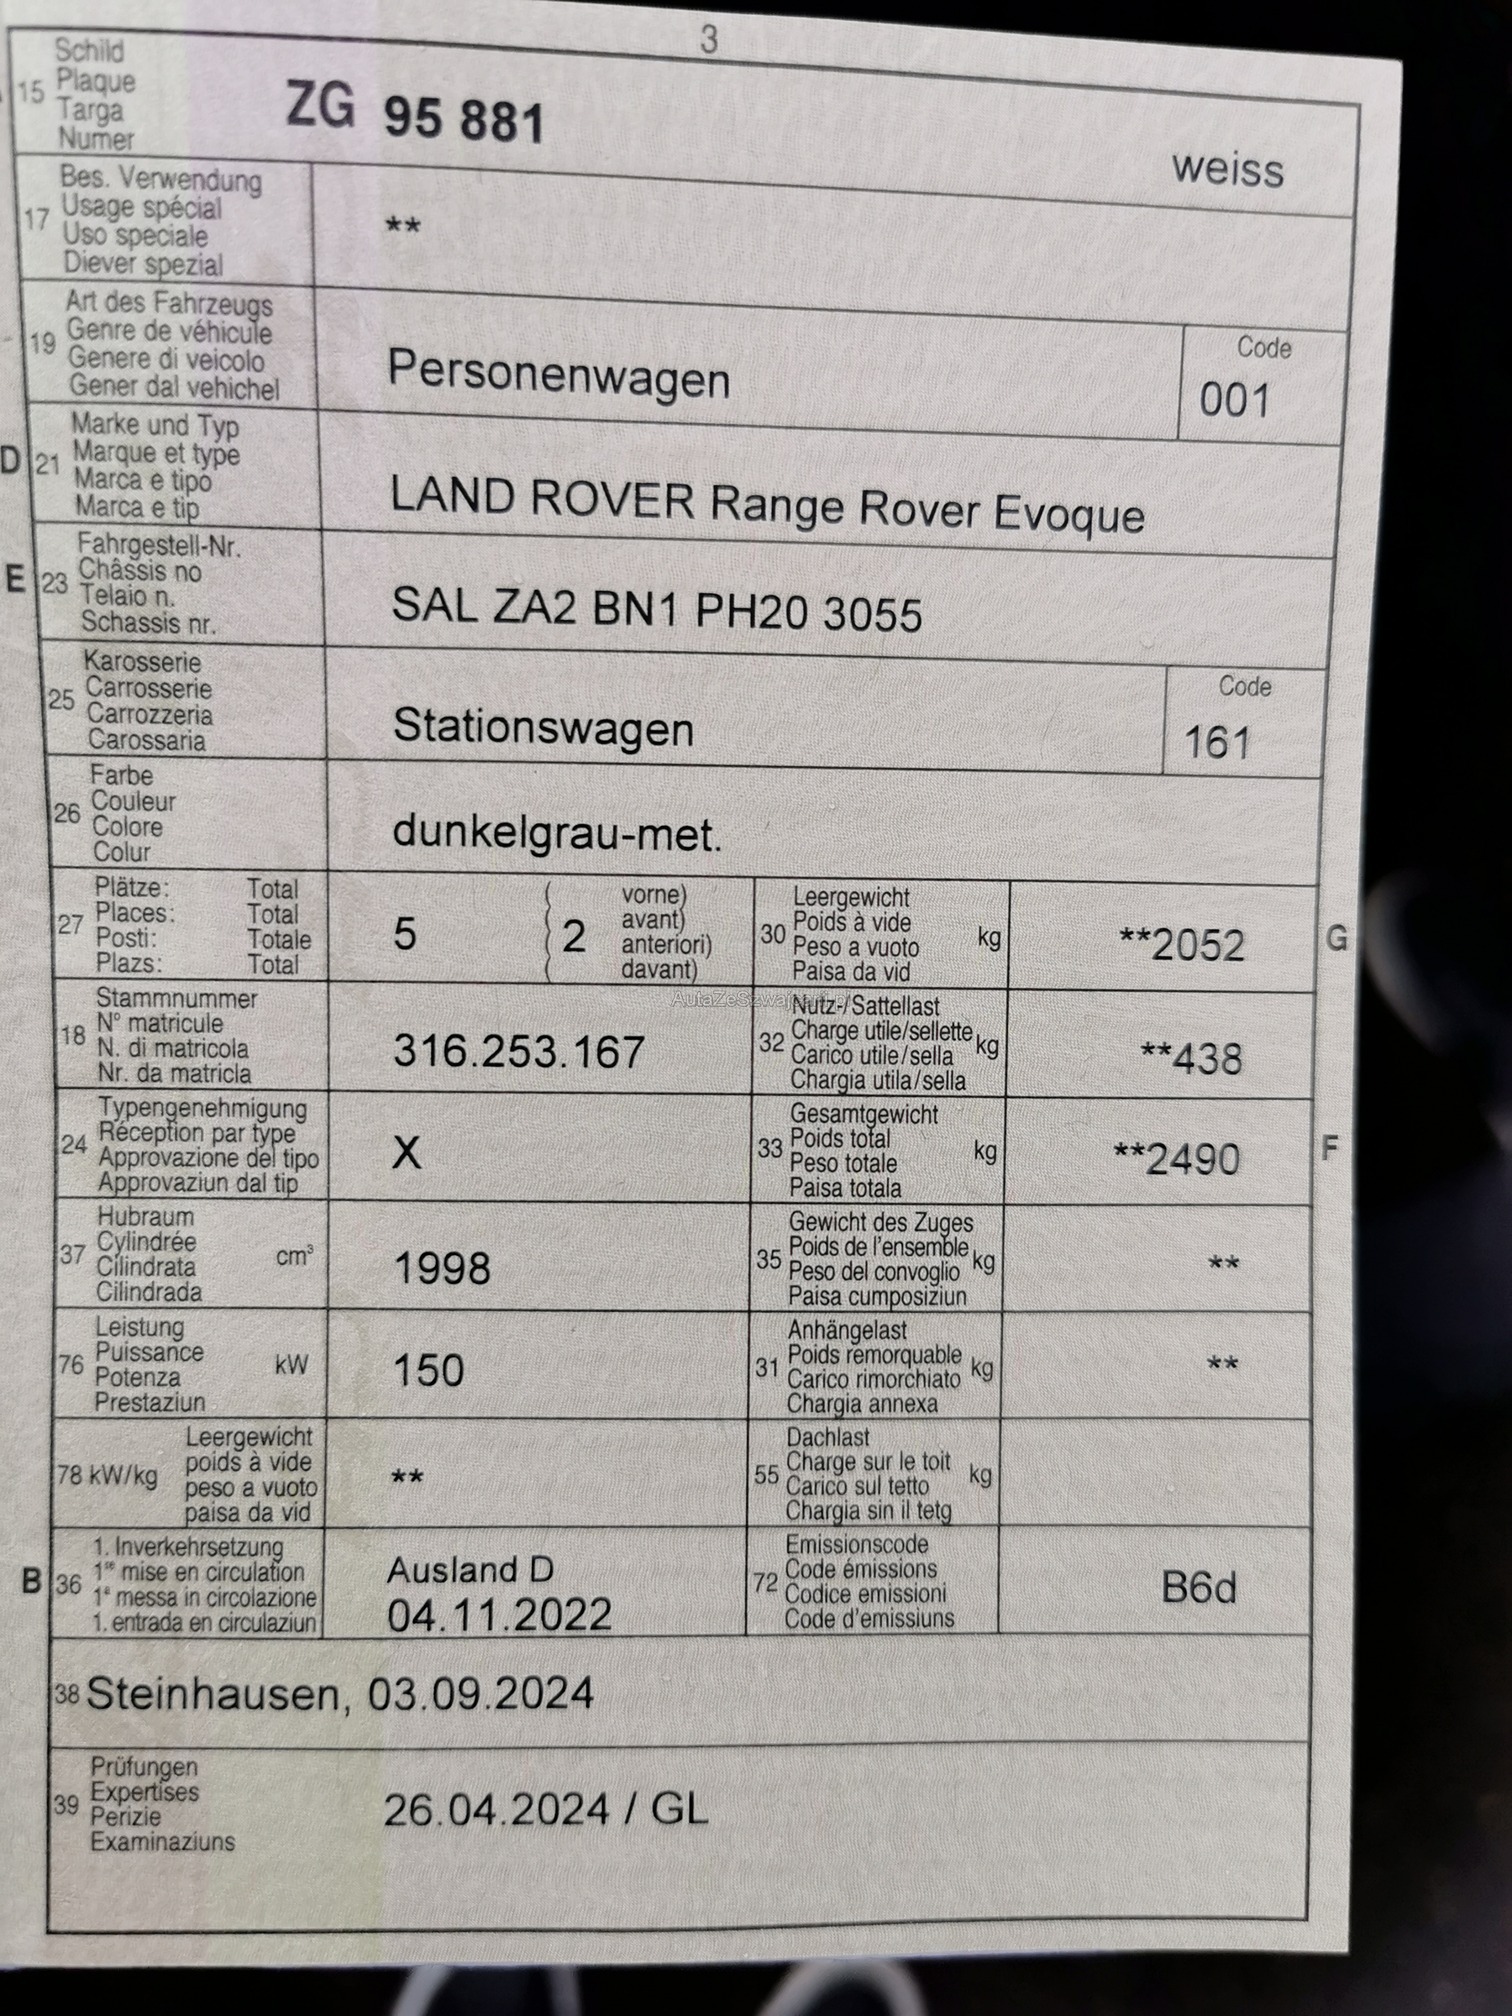 3
15 Schild
Plaque
Targa
Numer
ZG 95 881
weiss
17 Bes. Verwendung
Usage spécial
Uso speciale
Diever spezial
**
19 Art des Fahrzeugs
Genre de véhicule
Genere di veicolo
Gener dal vehichel
Personenwagen
Code
001
D 21 Marke und Typ
Marque et type
Marca e tipo
Marca e tip
LAND ROVER Range Rover Evoque
E 23 Fahrgestell-Nr.
Châssis no
Telaio n.
Schassis nr.
SAL ZA2 BN1 PH20 3055
25 Karosserie
Carrosserie
Carrozzeria
Carossaria
Stationswagen
Code
161
26 Farbe
Couleur
Colore
Colur
dunkelgrau-met.
27 Plätze: Total
Places: Total
Posti: Totale
Plazs: Total
5
( 2 vorne)
avant)
anteriori)
davant)
30 Leergewicht
Poids à vide
Peso a vuoto
Paisa da vid
kg
**2052
G
18 Stammnummer
N° matricule
N. di matricola
Nr. da matricla
316.253.167
32 Nutz-/Sattellast
Charge utile/sellette
Carico utile/sella
Chargia utila/sella
kg
**438
24 Typengenehmigung
Réception par type
Approvazione del tipo
Approvaziun dal tip
X
33 Gesamtgewicht
Poids total
Peso totale
Paisa totala
kg
**2490
F
37 Hubraum
Cylindrée
Cilindrata
Cilindrada
cm³
1998
35 Gewicht des Zuges
Poids de l'ensemble
Peso del convoglio
Paisa cumposiziun
kg
**
76 Leistung
Puissance
Potenza
Prestaziun
kW
150
31 Anhängelast
Poids remorquable
Carico rimorchiato
Chargia annexa
kg
**
78 kW/kg
Leergewicht
poids à vide
peso a vuoto
paisa da vid
**
55 Dachlast
Charge sur le toit
Carico sul tetto
Chargia sin il tetg
kg
B 36 1. Inverkehrsetzung
1re mise en circulation
1a messa in circolazione
1. entrada en circulaziun
Ausland D
04.11.2022
72 Emissionscode
Code émissions
Codice emissioni
Code d'emissiuns
B6d
38 Steinhausen, 03.09.2024
39 Prüfungen
Expertises
Perizie
Examinaziuns
26.04.2024 / GL